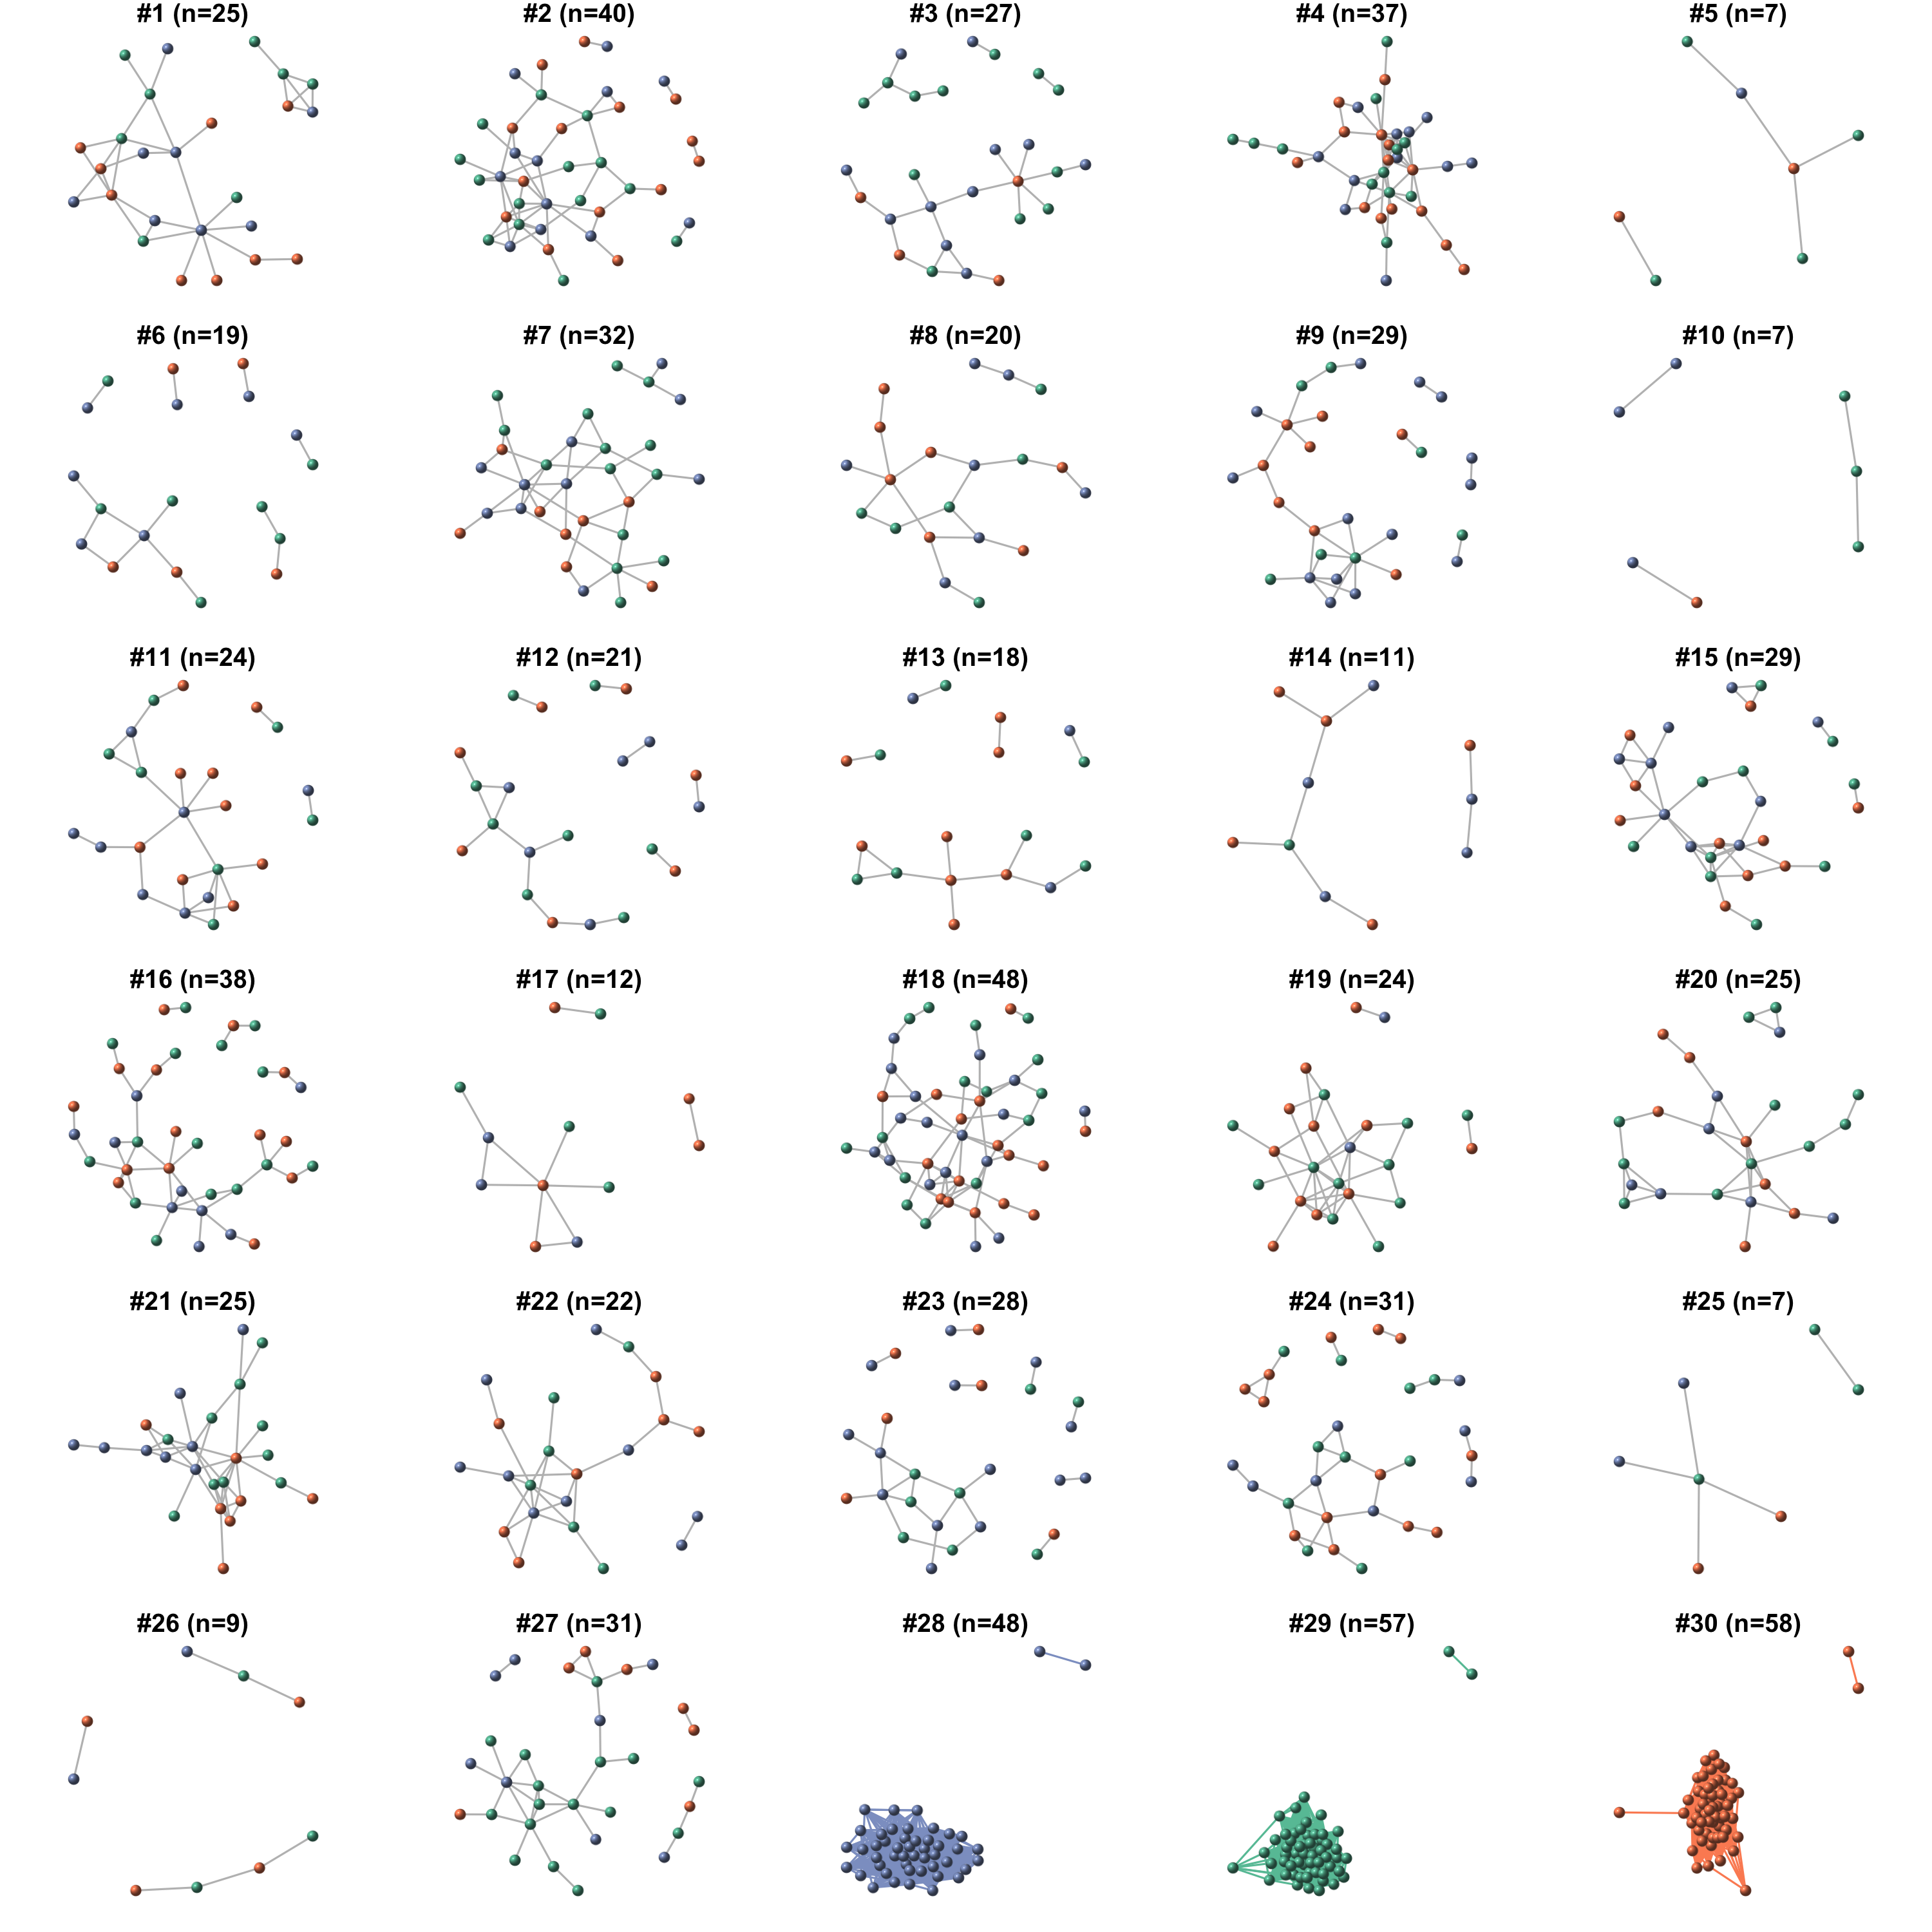 #1 (n=25) #2 (n=40) #3 (n=27) #4 (n=37) #5 (n=7)
#6 (n=19) #7 (n=32) #8 (n=20) #9 (n=29) #10 (n=7)
#11 (n=24) #12 (n=21) #13 (n=18) #14 (n=11) #15 (n=29)
#16 (n=38) #17 (n=12) #18 (n=48) #19 (n=24) #20 (n=25)
#21 (n=25) #22 (n=22) #23 (n=28) #24 (n=31) #25 (n=7)
#26 (n=9) #27 (n=31) #28 (n=48) #29 (n=57) #30 (n=58)